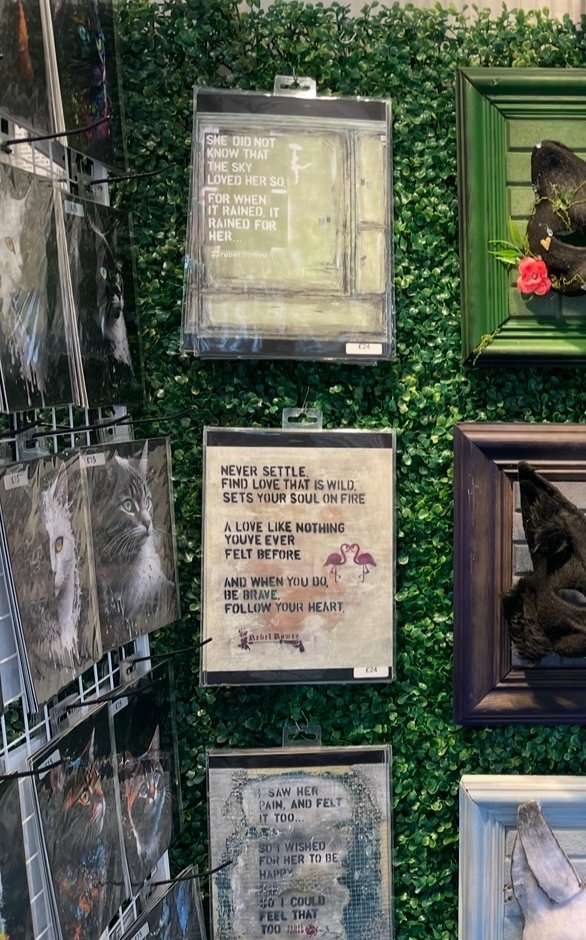 SHE DID NOT
KNOW THAT
THE SKY
LOVED HER SO,
FOR WHEN
IT RAINED, IT
RAINED FOR
HER...
rebel romeo
£24
NEVER SETTLE,
FIND LOVE THAT IS WILD,
SETS YOUR SOUL ON FIRE
A LOVE LIKE NOTHING
YOUVE EVER
FELT BEFORE
AND WHEN YOU DO,
BE BRAVE,
FOLLOW YOUR HEART,
Rebel Romeo
£24
I SAW HER
PAIN, AND FELT
IT TOO...
SO I WISHED
FOR HER TO BE
HAPPY
SO I COULD
FEEL THAT
TOO
£15
£15
£15